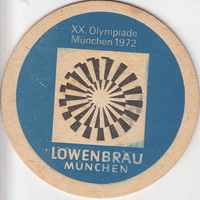 XX. Olympiade
München 1972
LÖWENBRÄU
MÜNCHEN